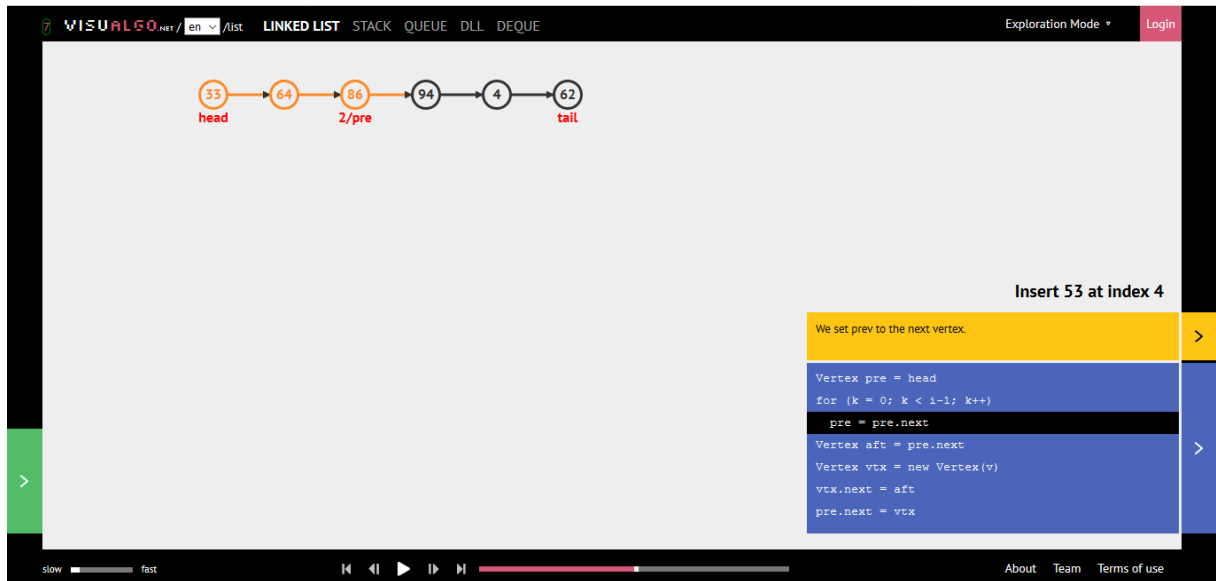 7 VISUALGO.NET / en /list LINKED LIST STACK QUEUE DLL DEQUE Exploration Mode ▾ Login
33 64 86 94 4 62
head 2/pre tail
Insert 53 at index 4
We set prev to the next vertex.
Vertex pre = head
for (k = 0; k < i-1; k++)
pre = pre.next
Vertex aft = pre.next
Vertex vtx = new Vertex(v)
vtx.next = aft
pre.next = vtx
slow fast About Team Terms of use